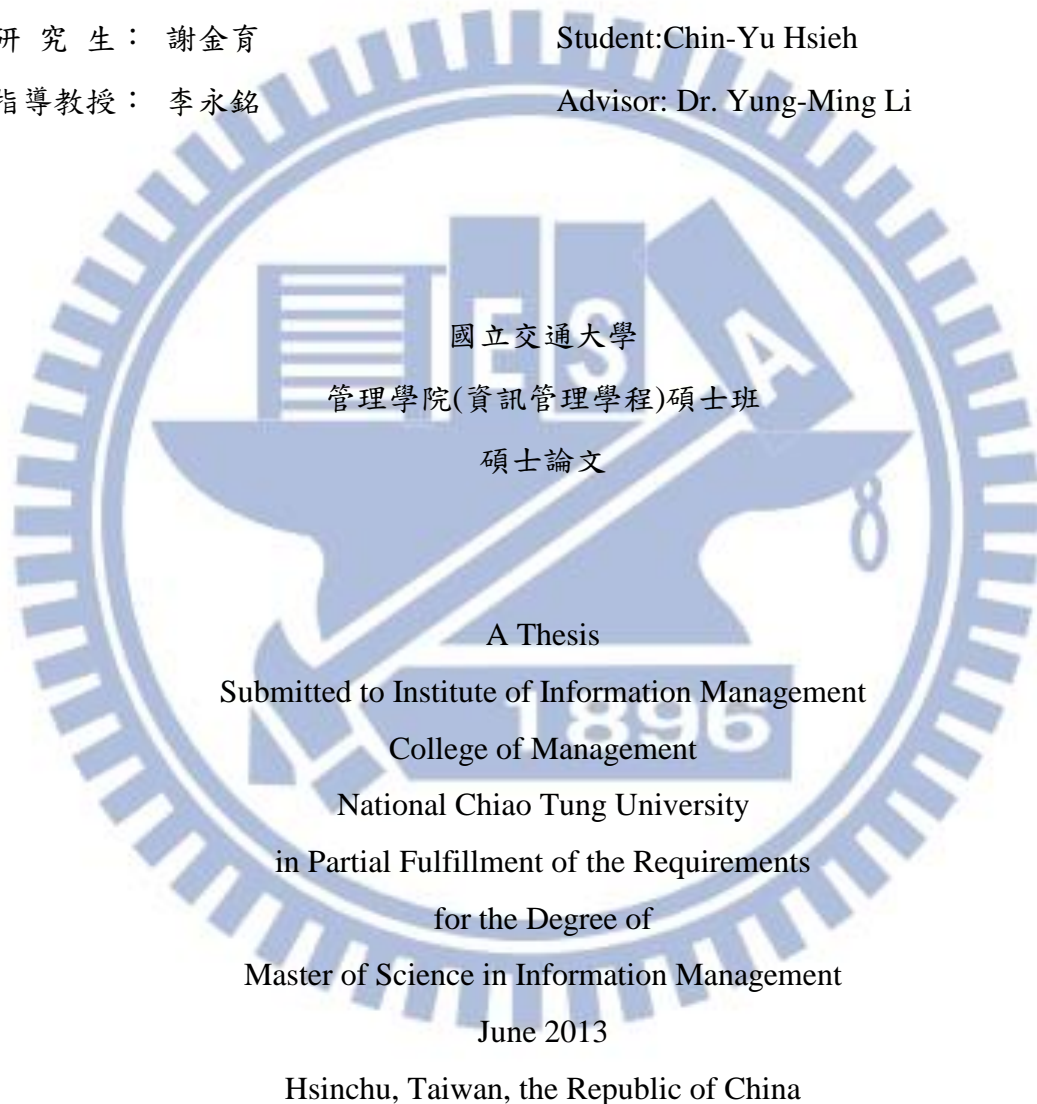 研 究 生： 謝金育 Student:Chin-Yu Hsieh
指導教授： 李永銘 Advisor: Dr. Yung-Ming Li
E S A
國立交通大學
管理學院(資訊管理學程)碩士班
碩士論文
A Thesis
Submitted to Institute of Information Management
1896
College of Management
National Chiao Tung University
in Partial Fulfillment of the Requirements
for the Degree of
Master of Science in Information Management
June 2013
Hsinchu, Taiwan, the Republic of China